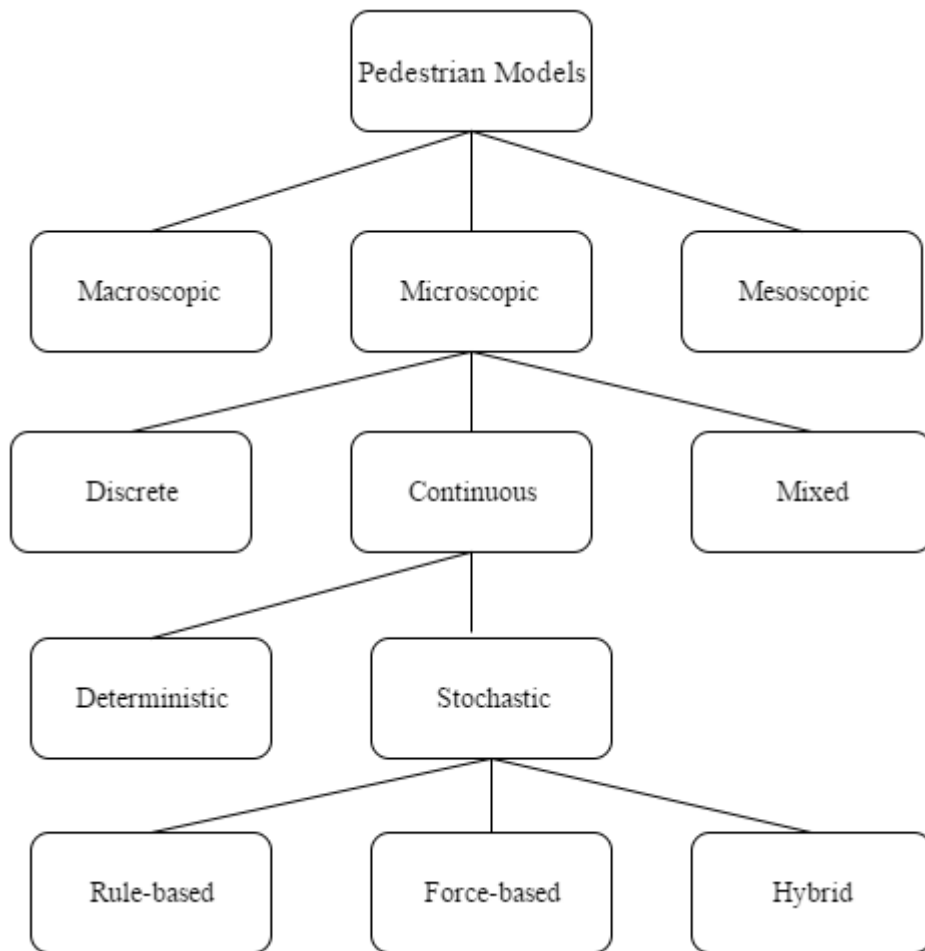 Pedestrian Models
Macroscopic
Microscopic
Mesoscopic
Discrete
Continuous
Mixed
Deterministic
Stochastic
Rule-based
Force-based
Hybrid